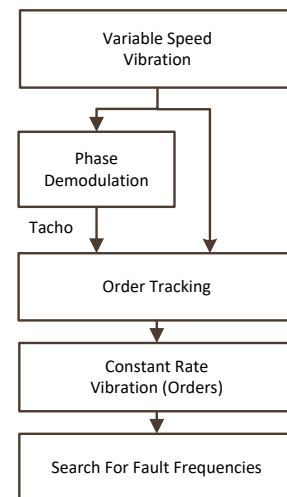 Variable Speed
Vibration
Phase
Demodulation
Tacho
Order Tracking
Constant Rate
Vibration (Orders)
Search For Fault Frequencies